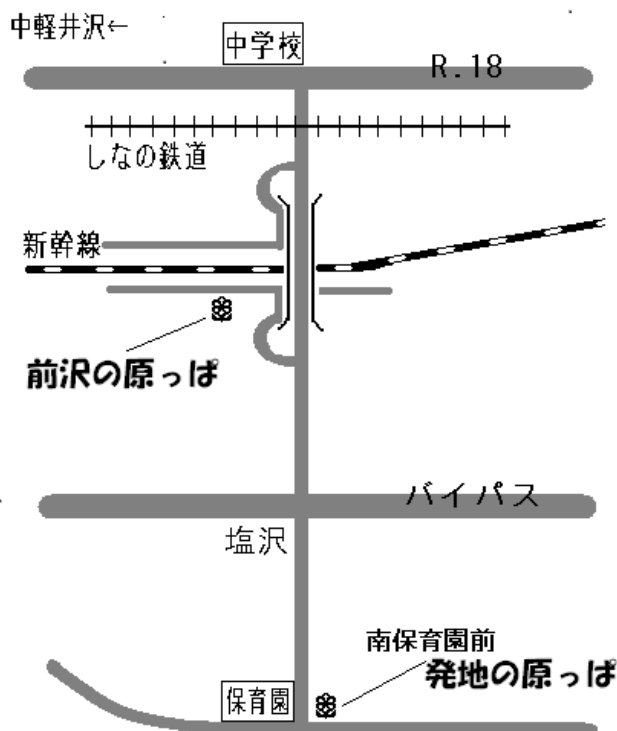 中軽井沢←
中学校
R.18
しなの鉄道
新幹線
前沢の原っぱ
バイパス
塩沢
南保育園前
発地の原っぱ
保育園